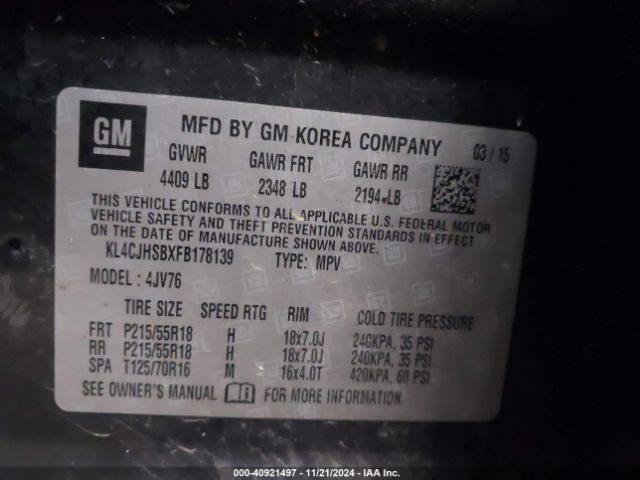 GM MFD BY GM KOREA COMPANY 03 / 15
GVWR GAWR FRT GAWR RR
4409 LB 2348 LB 2194 LB
THIS VEHICLE CONFORMS TO ALL APPLICABLE U.S. FEDERAL MOTOR
VEHICLE SAFETY AND THEFT PREVENTION STANDARDS IN EFFECT
ON THE DATE OF MANUFACTURE SHOWN ABOVE.
KL4CJHSBXFB178139 TYPE: MPV
MODEL : 4JV76
TIRE SIZE SPEED RTG RIM COLD TIRE PRESSURE
FRT P215/55R18 H 18x7.0J 240KPA, 35 PSI
RR P215/55R18 H 18x7.0J 240KPA, 35 PSI
SPA T125/70R16 M 16x4.0T 420KPA, 60 PSI
SEE OWNER'S MANUAL FOR MORE INFORMATION.
000-40921497 - 11/21/2024 - IAA Inc.